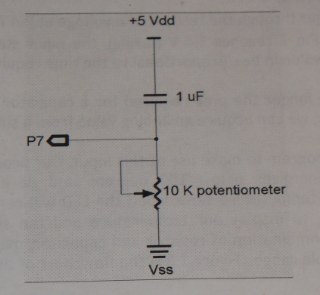 +5 Vdd
1 uF
P7
10 K potentiometer
Vss